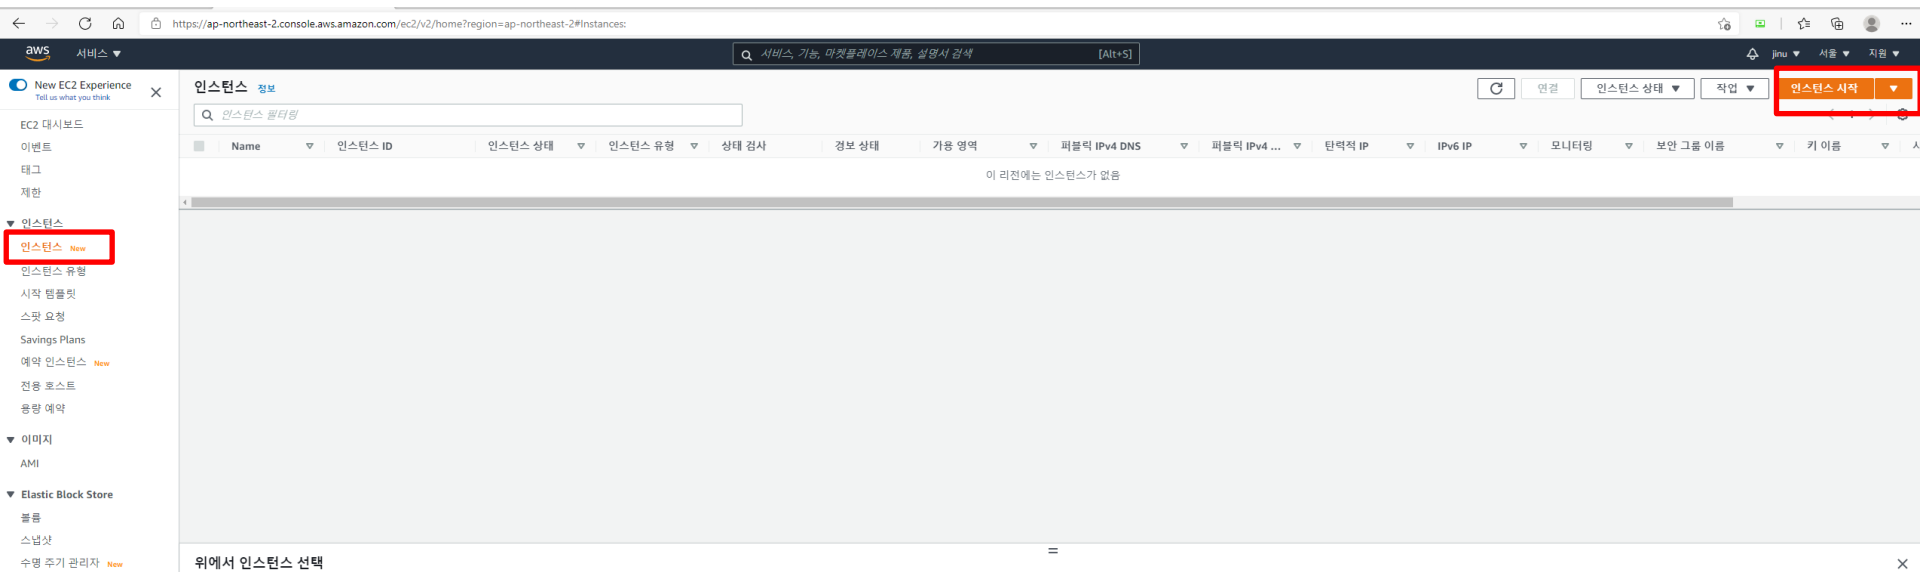 https://ap-northeast-2.console.aws.amazon.com/ec2/v2/home?region=ap-northeast-2#Instances:
aws 서비스 ▼ 서비스, 기능, 마켓플레이스 제품, 설명서 검색 [Alt+S] jinu ▼ 서울 ▼ 지원 ▼
New EC2 Experience
Tell us what you think
EC2 대시보드
이벤트
태그
제한
인스턴스
인스턴스 New
인스턴스 유형
시작 템플릿
스팟 요청
Savings Plans
예약 인스턴스 New
전용 호스트
용량 예약
이미지
AMI
Elastic Block Store
볼륨
스냅샷
수명 주기 관리자 New
인스턴스 정보
연결 인스턴스 상태 ▼ 작업 ▼ 인스턴스 시작 ▼
인스턴스 필터링
Name 인스턴스 ID 인스턴스 상태 인스턴스 유형 상태 검사 경보 상태 가용 영역 퍼블릭 IPv4 DNS 퍼블릭 IPv4 ... 탄력적 IP IPv6 IP 모니터링 보안 그룹 이름 키 이름
이 리전에는 인스턴스가 없음
위에서 인스턴스 선택